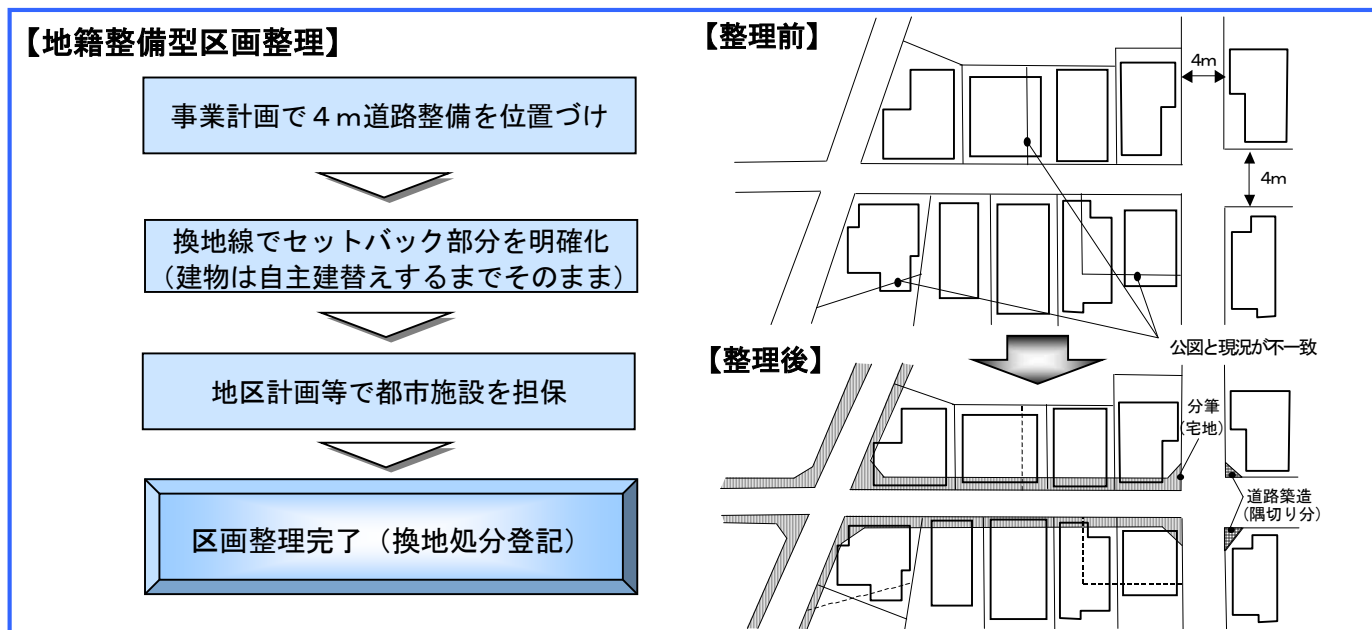 【地籍整備型区画整理】
事業計画で４ｍ道路整備を位置づけ
換地線でセットバック部分を明確化
（建物は自主建替えするまでそのまま）
地区計画等で都市施設を担保
区画整理完了（換地処分登記）
【整理前】
4ｍ
4ｍ
公図と現況が不一致
【整理後】
分筆
（宅地）
道路築造
（隅切り分）